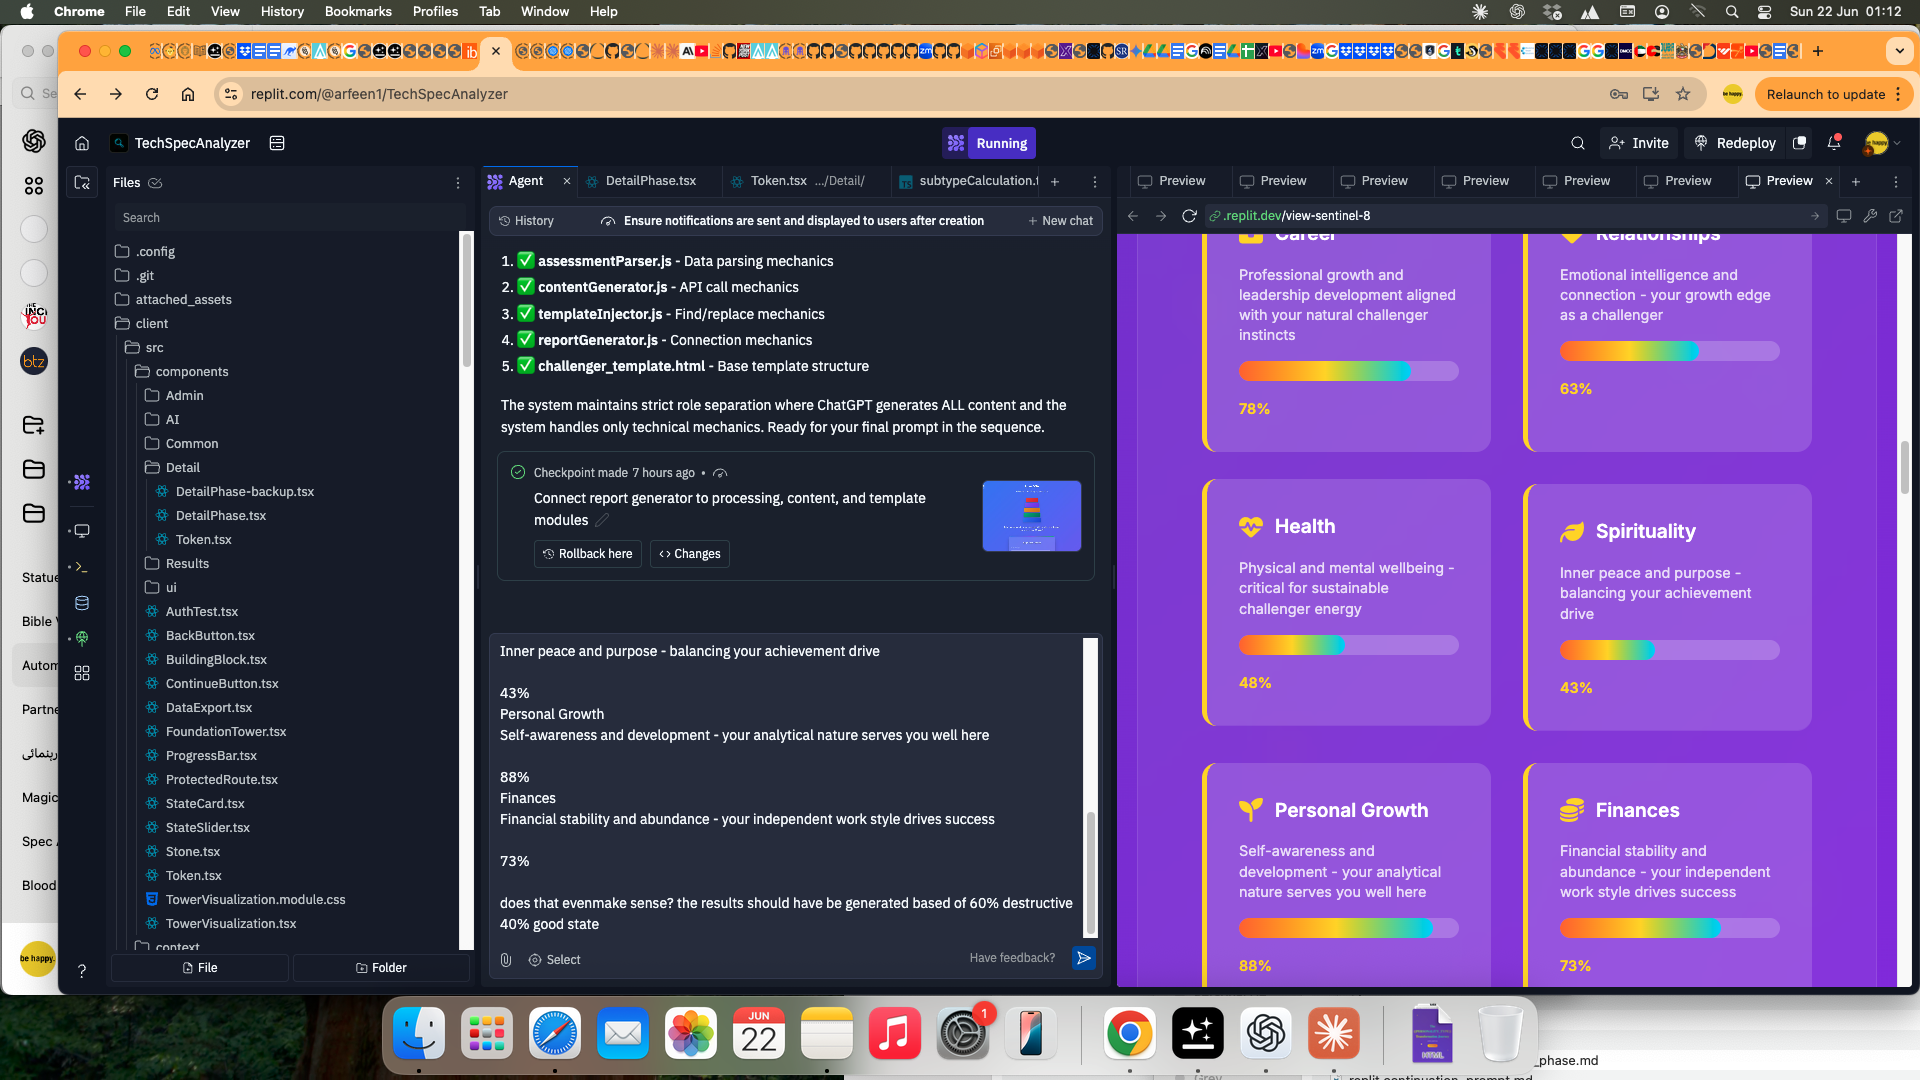 Chrome File Edit View History Bookmarks Profiles Tab Window Help
Sun 22 Jun 01:12
replit.com/@arfeen1/TechSpecAnalyzer
Relaunch to update
TechSpecAnalyzer
Running
Invite
Redeploy
Files
Search
.config
.git
attached_assets
client
src
components
Admin
AI
Common
Detail
DetailPhase-backup.tsx
DetailPhase.tsx
Token.tsx
Results
ui
AuthTest.tsx
BackButton.tsx
BuildingBlock.tsx
ContinueButton.tsx
DataExport.tsx
FoundationTower.tsx
ProgressBar.tsx
ProtectedRoute.tsx
StateCard.tsx
StateSlider.tsx
Stone.tsx
Token.tsx
TowerVisualization.module.css
TowerVisualization.tsx
context
File
Folder
Se
btz
Statue
Bible
Autom
Partne
رہنمائی
Magic
Spec
Blood
be happy.
Agent
DetailPhase.tsx
Token.tsx .../Detail/
subtypeCalculation.t
History
Ensure notifications are sent and displayed to users after creation
New chat
1. ✅ assessmentParser.js - Data parsing mechanics
2. ✅ contentGenerator.js - API call mechanics
3. ✅ templateInjector.js - Find/replace mechanics
4. ✅ reportGenerator.js - Connection mechanics
5. ✅ challenger_template.html - Base template structure
The system maintains strict role separation where ChatGPT generates ALL content and the
system handles only technical mechanics. Ready for your final prompt in the sequence.
Checkpoint made 7 hours ago •
Connect report generator to processing, content, and template
modules
Rollback here
Changes
Inner peace and purpose - balancing your achievement drive
43%
Personal Growth
Self-awareness and development - your analytical nature serves you well here
88%
Finances
Financial stability and abundance - your independent work style drives success
73%
does that evenmake sense? the results should have be generated based of 60% destructive
40% good state
Select
Have feedback?
Preview
Preview
Preview
Preview
Preview
Preview
Preview
.replit.dev/view-sentinel-8
Career
Professional growth and
leadership development aligned
with your natural challenger
instincts
78%
Relationships
Emotional intelligence and
connection - your growth edge
as a challenger
63%
Health
Physical and mental wellbeing -
critical for sustainable
challenger energy
48%
Spirituality
Inner peace and purpose -
balancing your achievement
drive
43%
Personal Growth
Self-awareness and
development - your analytical
nature serves you well here
88%
Finances
Financial stability and
abundance - your independent
work style drives success
73%
JUN
22
1
HTML
_phase.md
replit continuation prompt.md